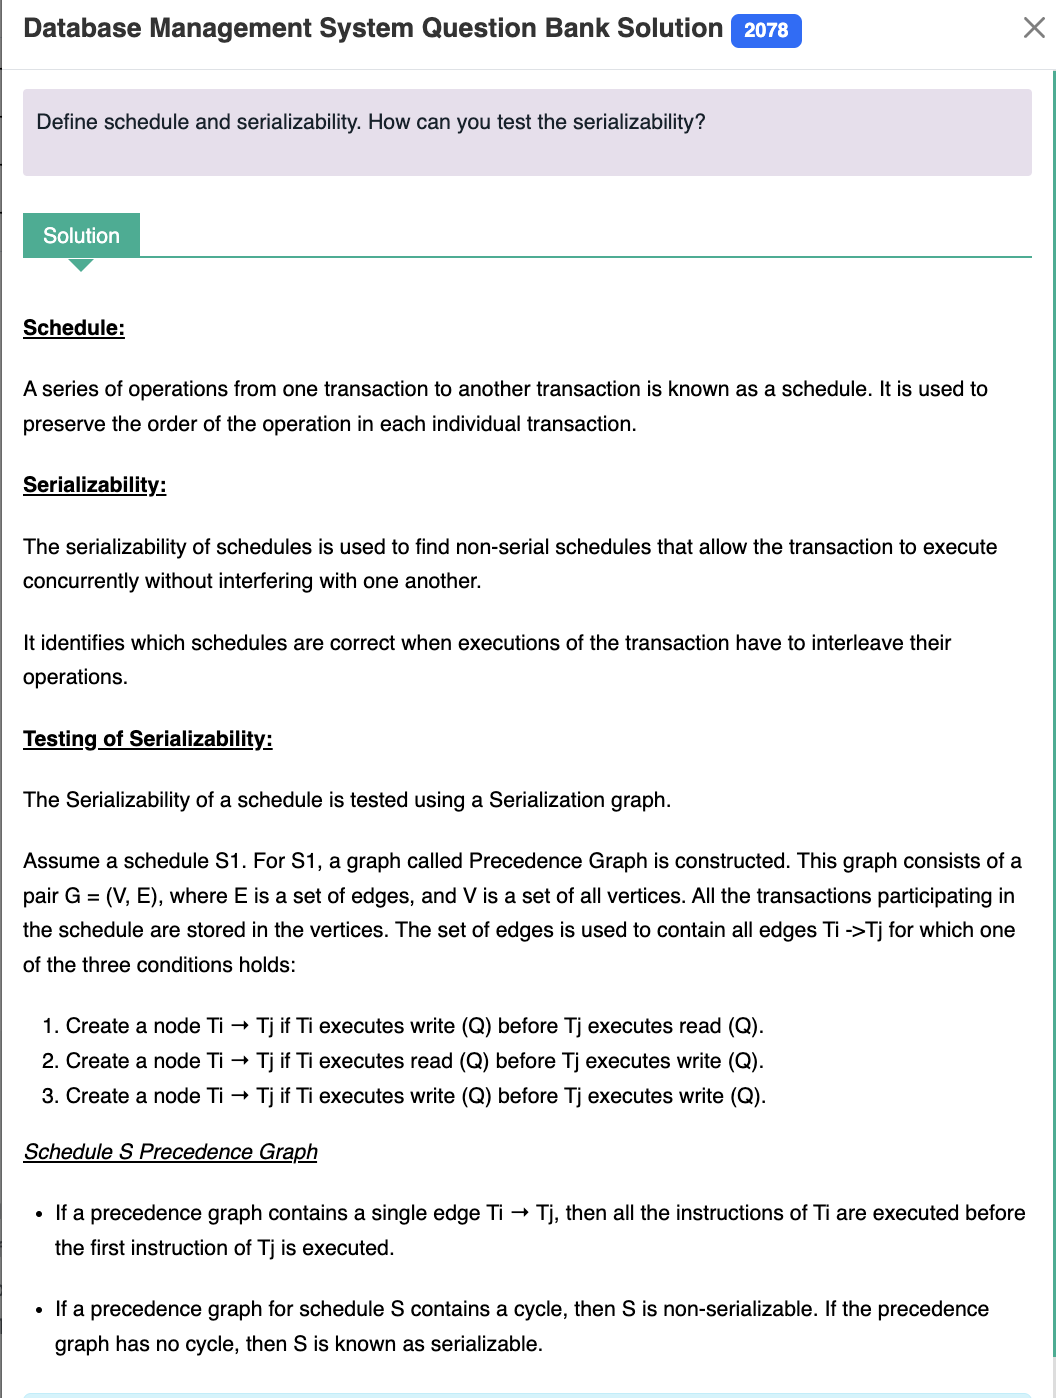 Database Management System Question Bank Solution 2078
Define schedule and serializability. How can you test the serializability?
Solution
Schedule:
A series of operations from one transaction to another transaction is known as a schedule. It is used to
preserve the order of the operation in each individual transaction.
Serializability:
The serializability of schedules is used to find non-serial schedules that allow the transaction to execute
concurrently without interfering with one another.
It identifies which schedules are correct when executions of the transaction have to interleave their
operations.
Testing of Serializability:
The Serializability of a schedule is tested using a Serialization graph.
Assume a schedule S1. For S1, a graph called Precedence Graph is constructed. This graph consists of a
pair G = (V, E), where E is a set of edges, and V is a set of all vertices. All the transactions participating in
the schedule are stored in the vertices. The set of edges is used to contain all edges Ti ->Tj for which one
of the three conditions holds:
1. Create a node Ti → Tj if Ti executes write (Q) before Tj executes read (Q).
2. Create a node Ti → Tj if Ti executes read (Q) before Tj executes write (Q).
3. Create a node Ti → Tj if Ti executes write (Q) before Tj executes write (Q).
Schedule S Precedence Graph
• If a precedence graph contains a single edge Ti → Tj, then all the instructions of Ti are executed before
the first instruction of Tj is executed.
• If a precedence graph for schedule S contains a cycle, then S is non-serializable. If the precedence
graph has no cycle, then S is known as serializable.